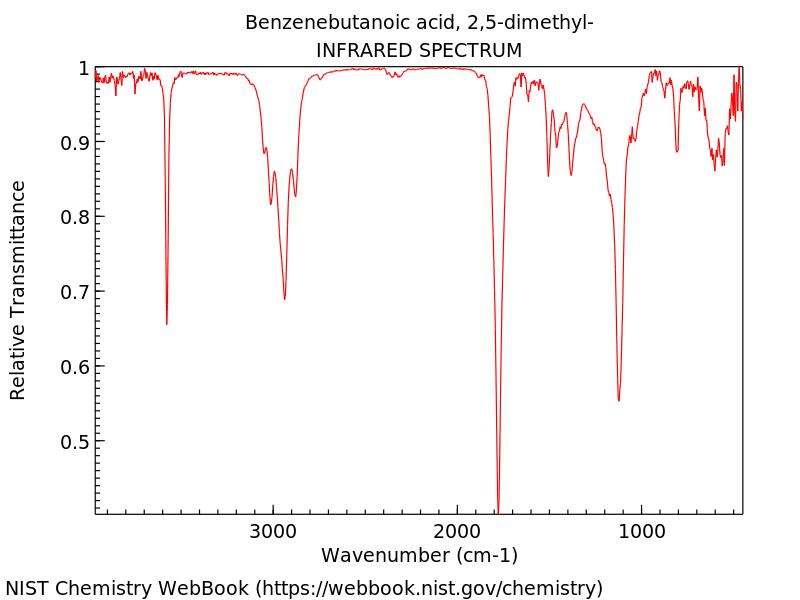 Benzenebutanoic acid, 2,5-dimethyl-
INFRARED SPECTRUM
1
0.9
0.8
0.7
0.6
0.5
Relative Transmittance
3000 2000 1000
Wavenumber (cm-1)
NIST Chemistry WebBook (https://webbook.nist.gov/chemistry)